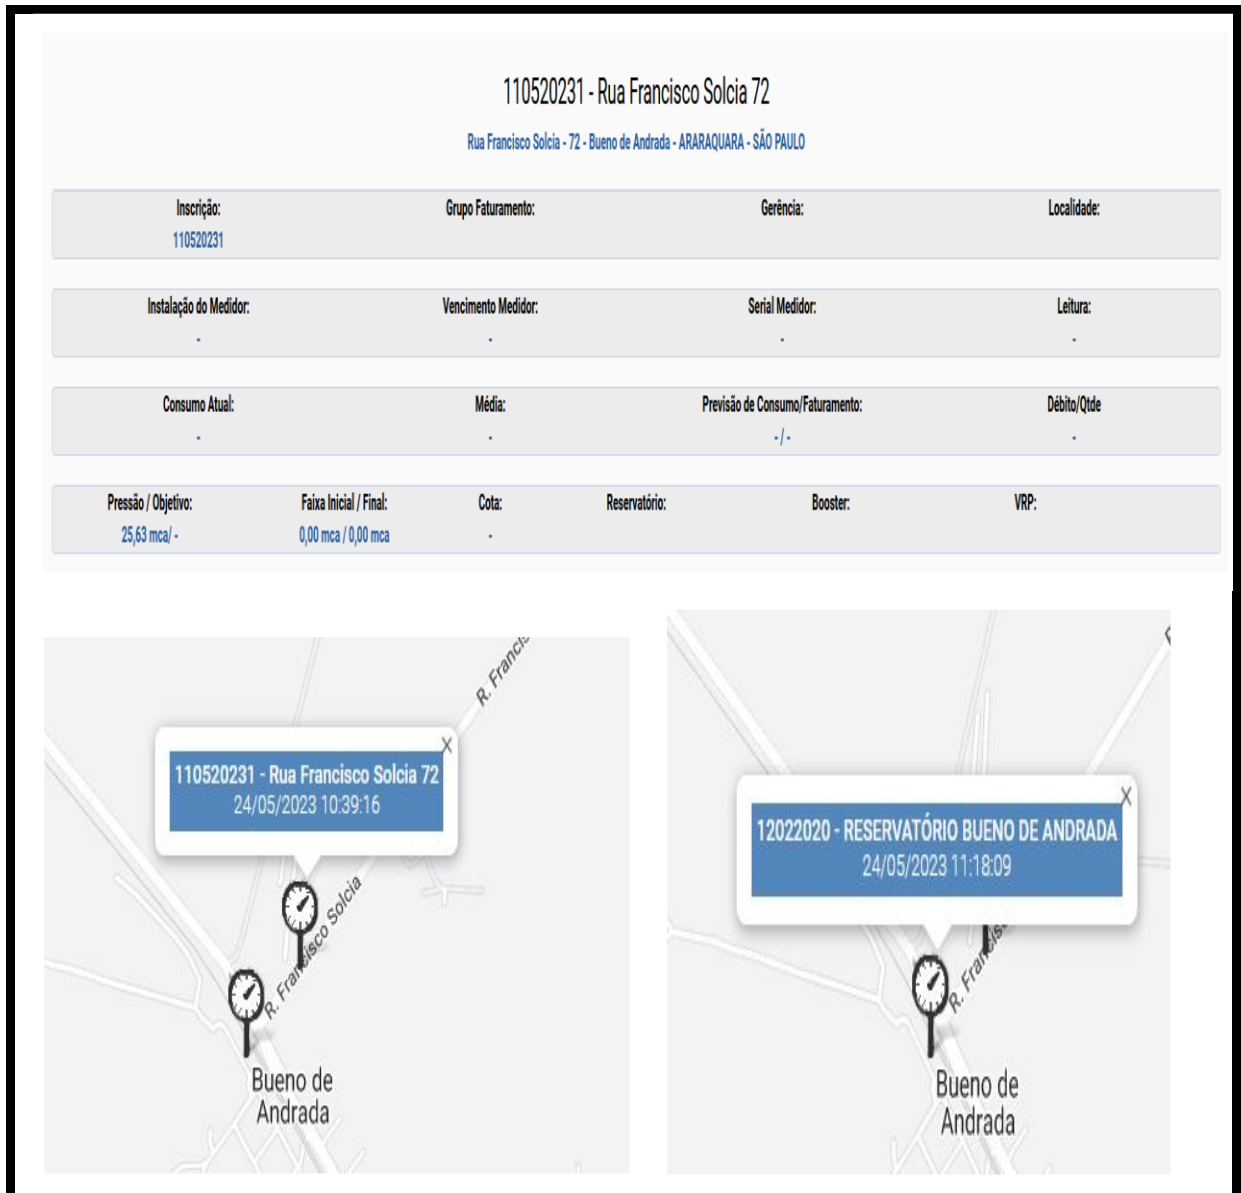 110520231 - Rua Francisco Solcia 72
Rua Francisco Solcia - 72 - Bueno de Andrada - ARARAQUARA - SÃO PAULO
Inscrição: Grupo Faturamento: Gerência: Localidade:
110520231
Instalação do Medidor: Vencimento Medidor: Serial Medidor: Leitura:
- - - -
Consumo Atual: Média: Previsão de Consumo/Faturamento: Débito/Qtde
- - - / - -
Pressão / Objetivo: Faixa Inicial / Final: Cota: Reservatório: Booster: VRP:
25,63 mca/ - 0,00 mca / 0,00 mca -
R. Francis
X
110520231 - Rua Francisco Solcia 72
24/05/2023 10:39:16
R. Francisco Solcia
Bueno de
Andrada
X
12022020 - RESERVATÓRIO BUENO DE ANDRADA
24/05/2023 11:18:09
R. Francis
Bueno de
Andrada